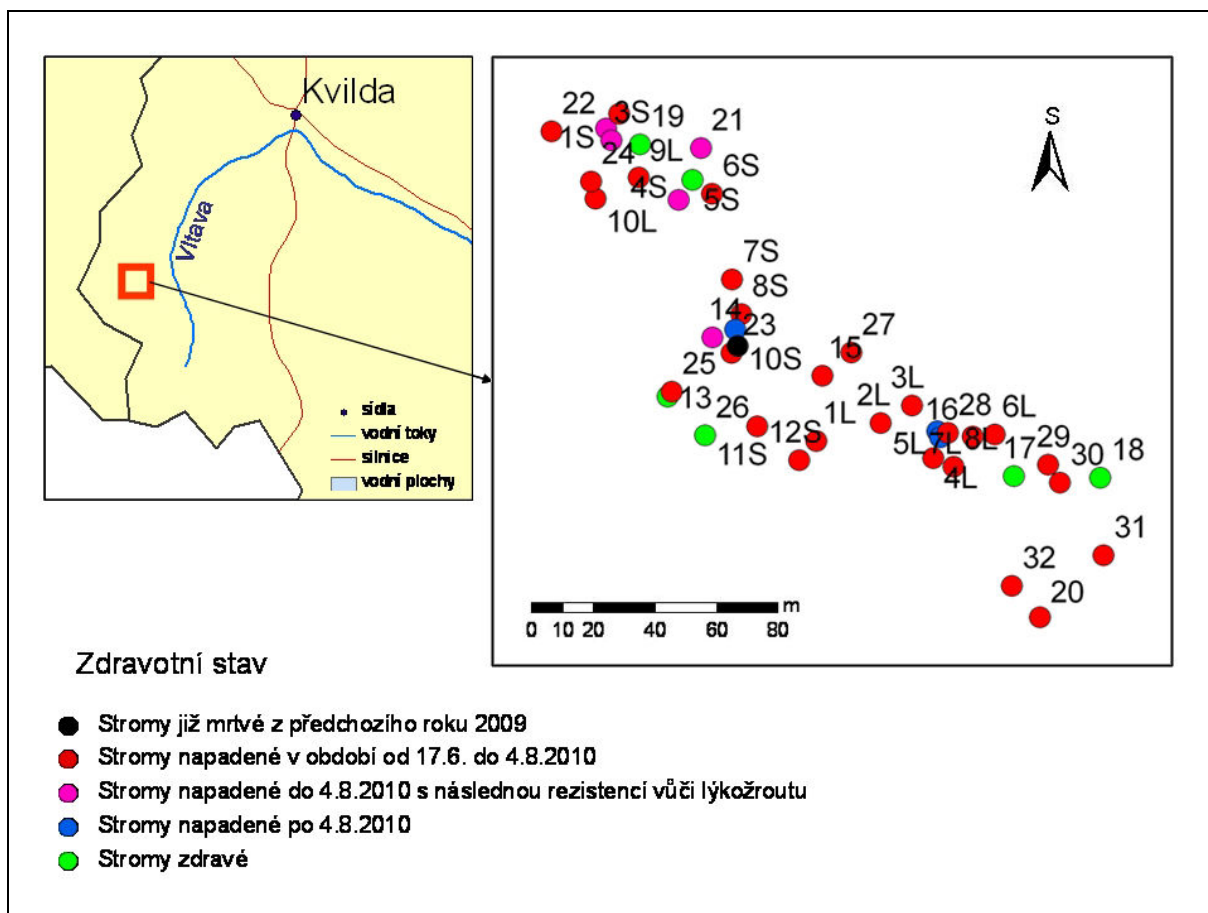 Kvilda
Vltava
sídla
vodní toky
silnice
vodní plochy
S
22
3S
19
21
1S
24
9L
6S
4S
5S
10L
7S
8S
14
23
27
25
10S
15
13
26
1L
2L
3L
16
28
6L
12S
11S
5L
7L
8L
17
29
18
4L
30
31
32
20
m
0 10 20 40 60 80
Zdravotní stav
Stromy již mrtvé z předchozího roku 2009
Stromy napadené v období od 17.6. do 4.8.2010
Stromy napadené do 4.8.2010 s následnou rezistencí vůči lýkožroutu
Stromy napadené po 4.8.2010
Stromy zdravé